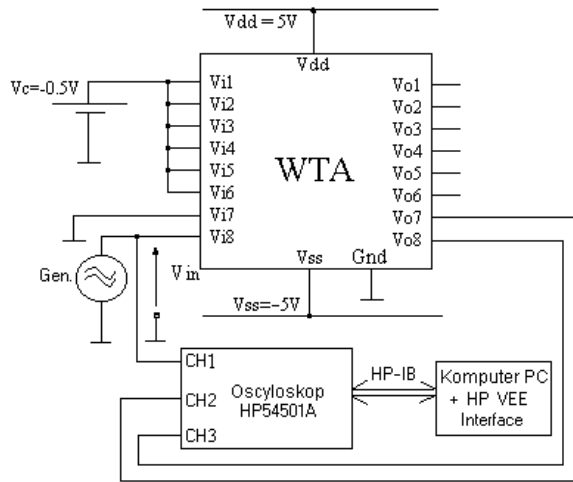 Vdd = 5V
Vdd
Vc=-0.5V
Vi1
Vi2
Vi3
Vi4
Vi5
Vi6
Vi7
Vi8
WTA
Vo1
Vo2
Vo3
Vo4
Vo5
Vo6
Vo7
Vo8
Vss
Gnd
Gen.
Vin
Vss=-5V
CH1
CH2
CH3
Oscyloskop
HP54501A
HP-IB
Komputer PC
+ HP VEE
Interface